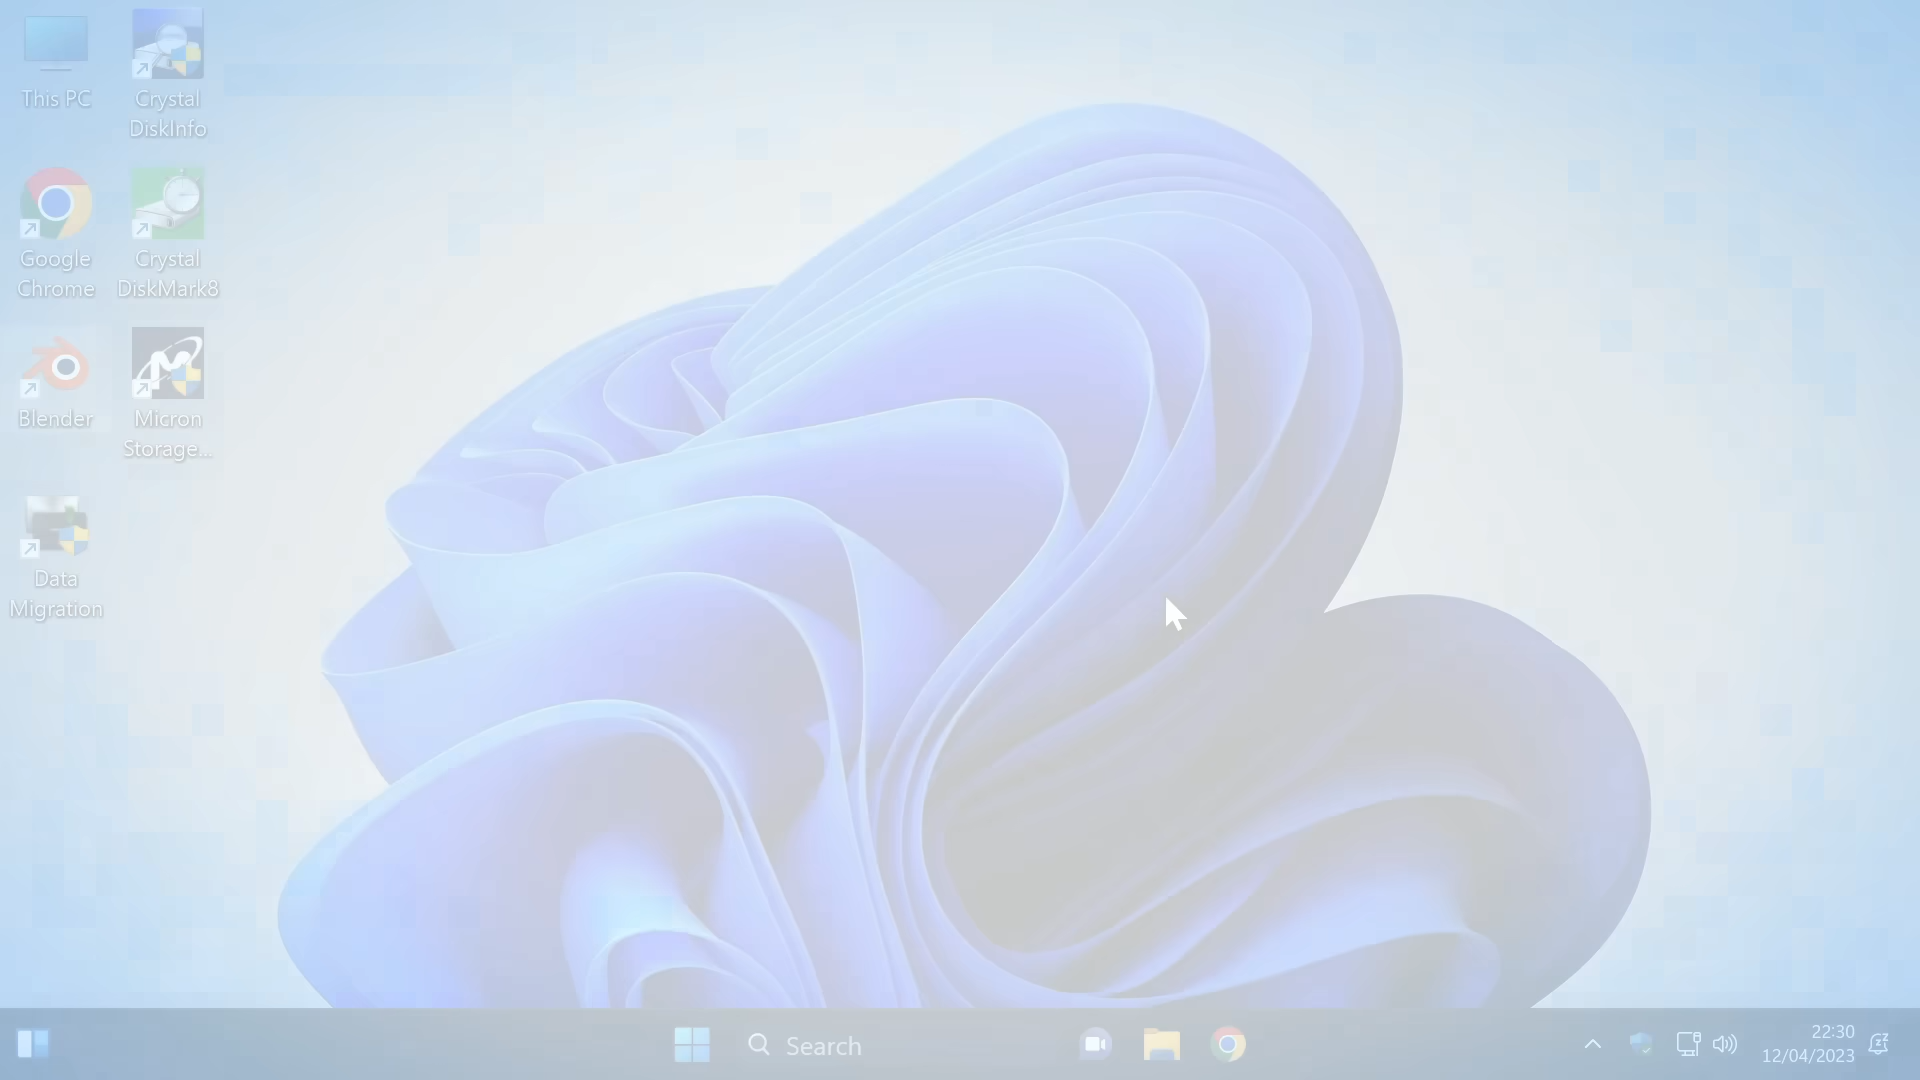 This PC
Crystal
DiskInfo
Google
Chrome
Crystal
DiskMark8
Blender
Micron
Storage...
Data
Migration
Search
22:30
12/04/2023